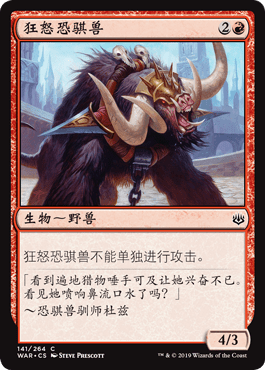 狂怒恐骐兽 2
生物～野兽
狂怒恐骐兽不能单独进行攻击。
「看到遍地猎物唾手可及让她兴奋不已。
看见她喷响鼻流口水了吗？」
～恐骐兽驯师杜兹
4/3
141/264 C
WAR • CS STEVE PRESCOTT
™ & © 2019 Wizards of the Coast